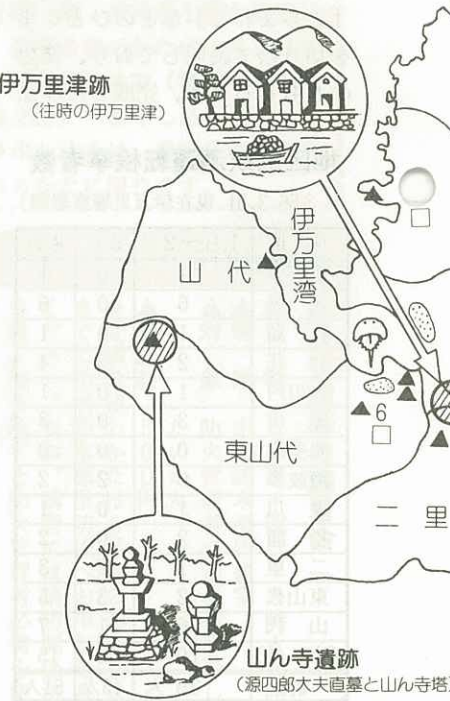 伊万里津跡
(往時の伊万里津)
伊万里湾
山代
6
東山代
二里
山ん寺遺跡
(源四郎大夫直墓と山ん寺塔)